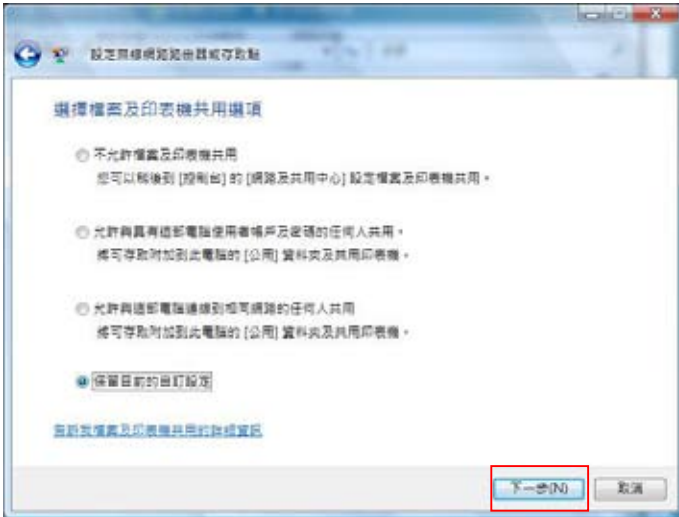 設定無線網路路由器或存取點
選擇檔案及印表機共用選項
不允許檔案及印表機共用
您可以稍後到 [控制台] 的 [網路及共用中心] 設定檔案及印表機共用。
允許與具有這部電腦使用者帳戶及密碼的任何人共用。
將可存取附加到此電腦的 [公用] 資料夾及共用印表機。
允許與這部電腦連線到相同網路的任何人共用
將可存取附加到此電腦的 [公用] 資料夾及共用印表機。
保留目前的自訂設定
告訴我檔案及印表機共用的詳細資訊
下一步(N)
取消